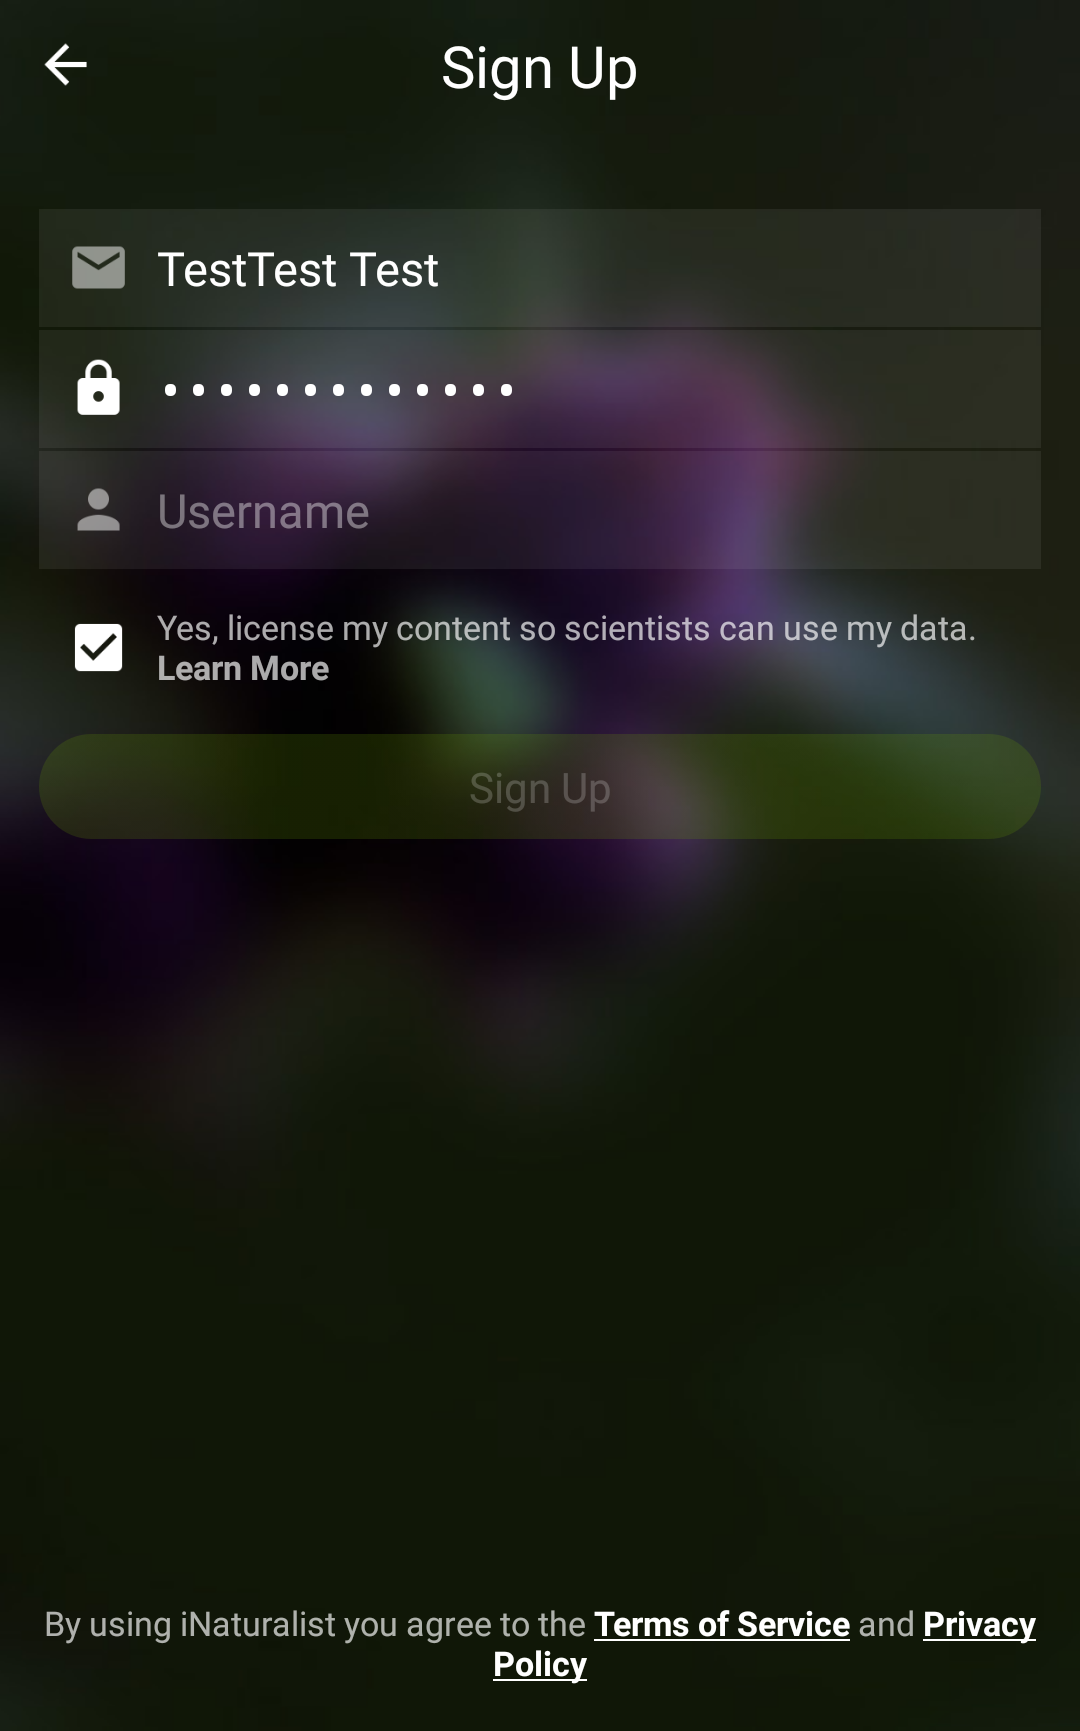 Sign Up
TestTest Test
•••••••••••••
Username
Yes, license my content so scientists can use my data.
Learn More
Sign Up
By using iNaturalist you agree to the Terms of Service and Privacy
Policy